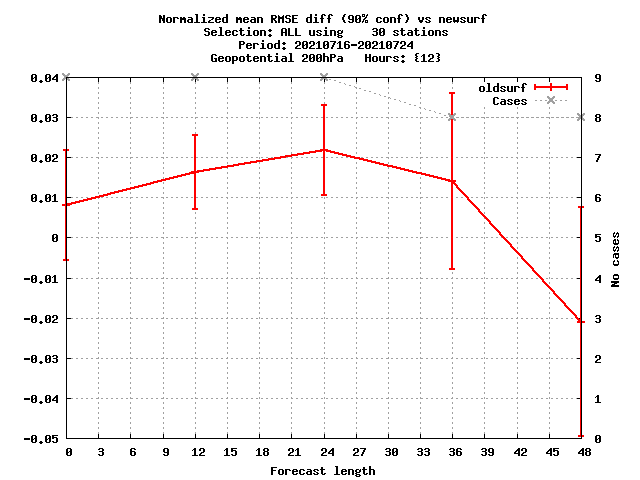 Normalized mean RMSE diff (90% conf) vs newsurf
Selection: ALL using    30 stations
Period: 20210716-20210724
Geopotential 200hPa   Hours: {12}
oldsurf
Cases
0.04
0.03
0.02
0.01
0
-0.01
-0.02
-0.03
-0.04
-0.05
9
8
7
6
5
4
3
2
1
0
No cases
0 3 6 9 12 15 18 21 24 27 30 33 36 39 42 45 48
Forecast length